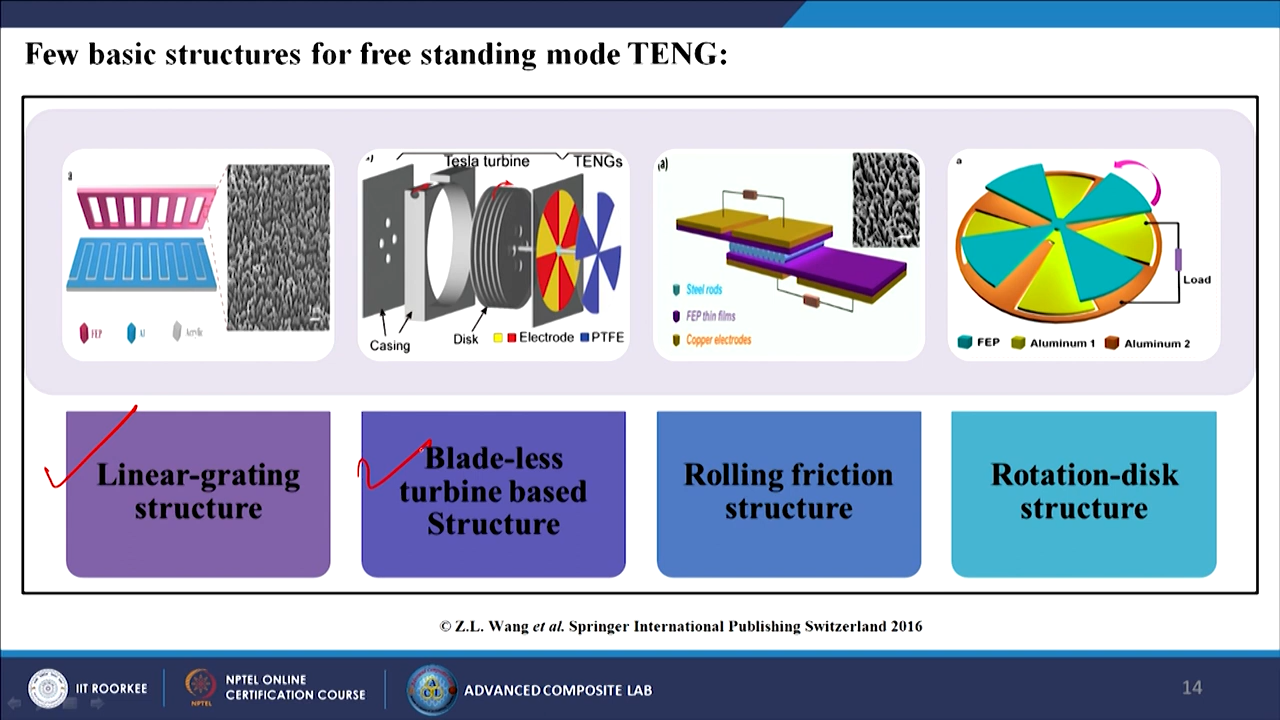 Few basic structures for free standing mode TENG:
a
FEP
Al
Acrylic
Tesla turbine
TENGs
Casing
Disk
Electrode
PTFE
(a)
Steel rods
FEP thin films
Copper electrodes
a
Load
FEP
Aluminum 1
Aluminum 2
Linear-grating
structure
Blade-less
turbine based
Structure
Rolling friction
structure
Rotation-disk
structure
© Z.L. Wang et al. Springer International Publishing Switzerland 2016
IIT ROORKEE
NPTEL
NPTEL ONLINE
CERTIFICATION COURSE
ACL
ADVANCED COMPOSITE LAB
14